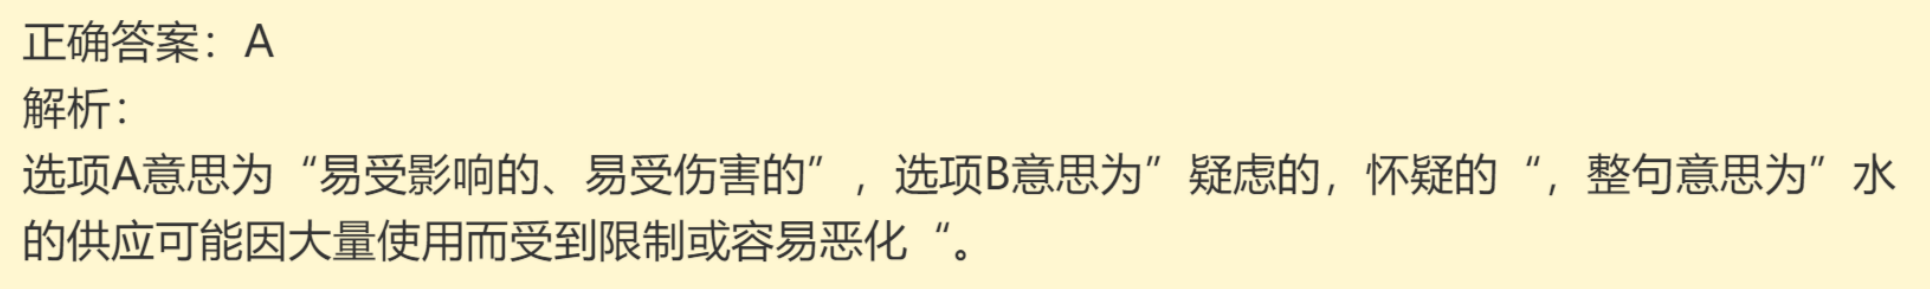 正确答案：A
解析：
选项A意思为“易受影响的、易受伤害的”，选项B意思为”疑虑的，怀疑的“，整句意思为”水
的供应可能因大量使用而受到限制或容易恶化“。